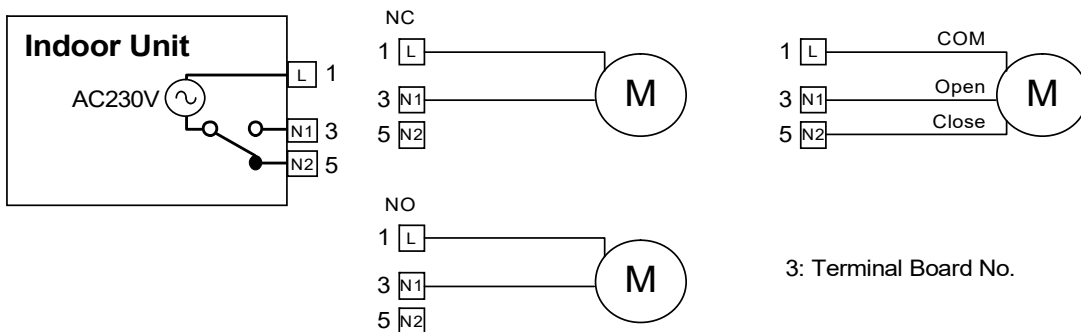 Indoor Unit
AC230V
L 1
N1 3
N2 5
NC
1 L
3 N1
5 N2
M
NO
1 L
3 N1
5 N2
M
1 L COM
3 N1 Open
5 N2 Close
M
3: Terminal Board No.